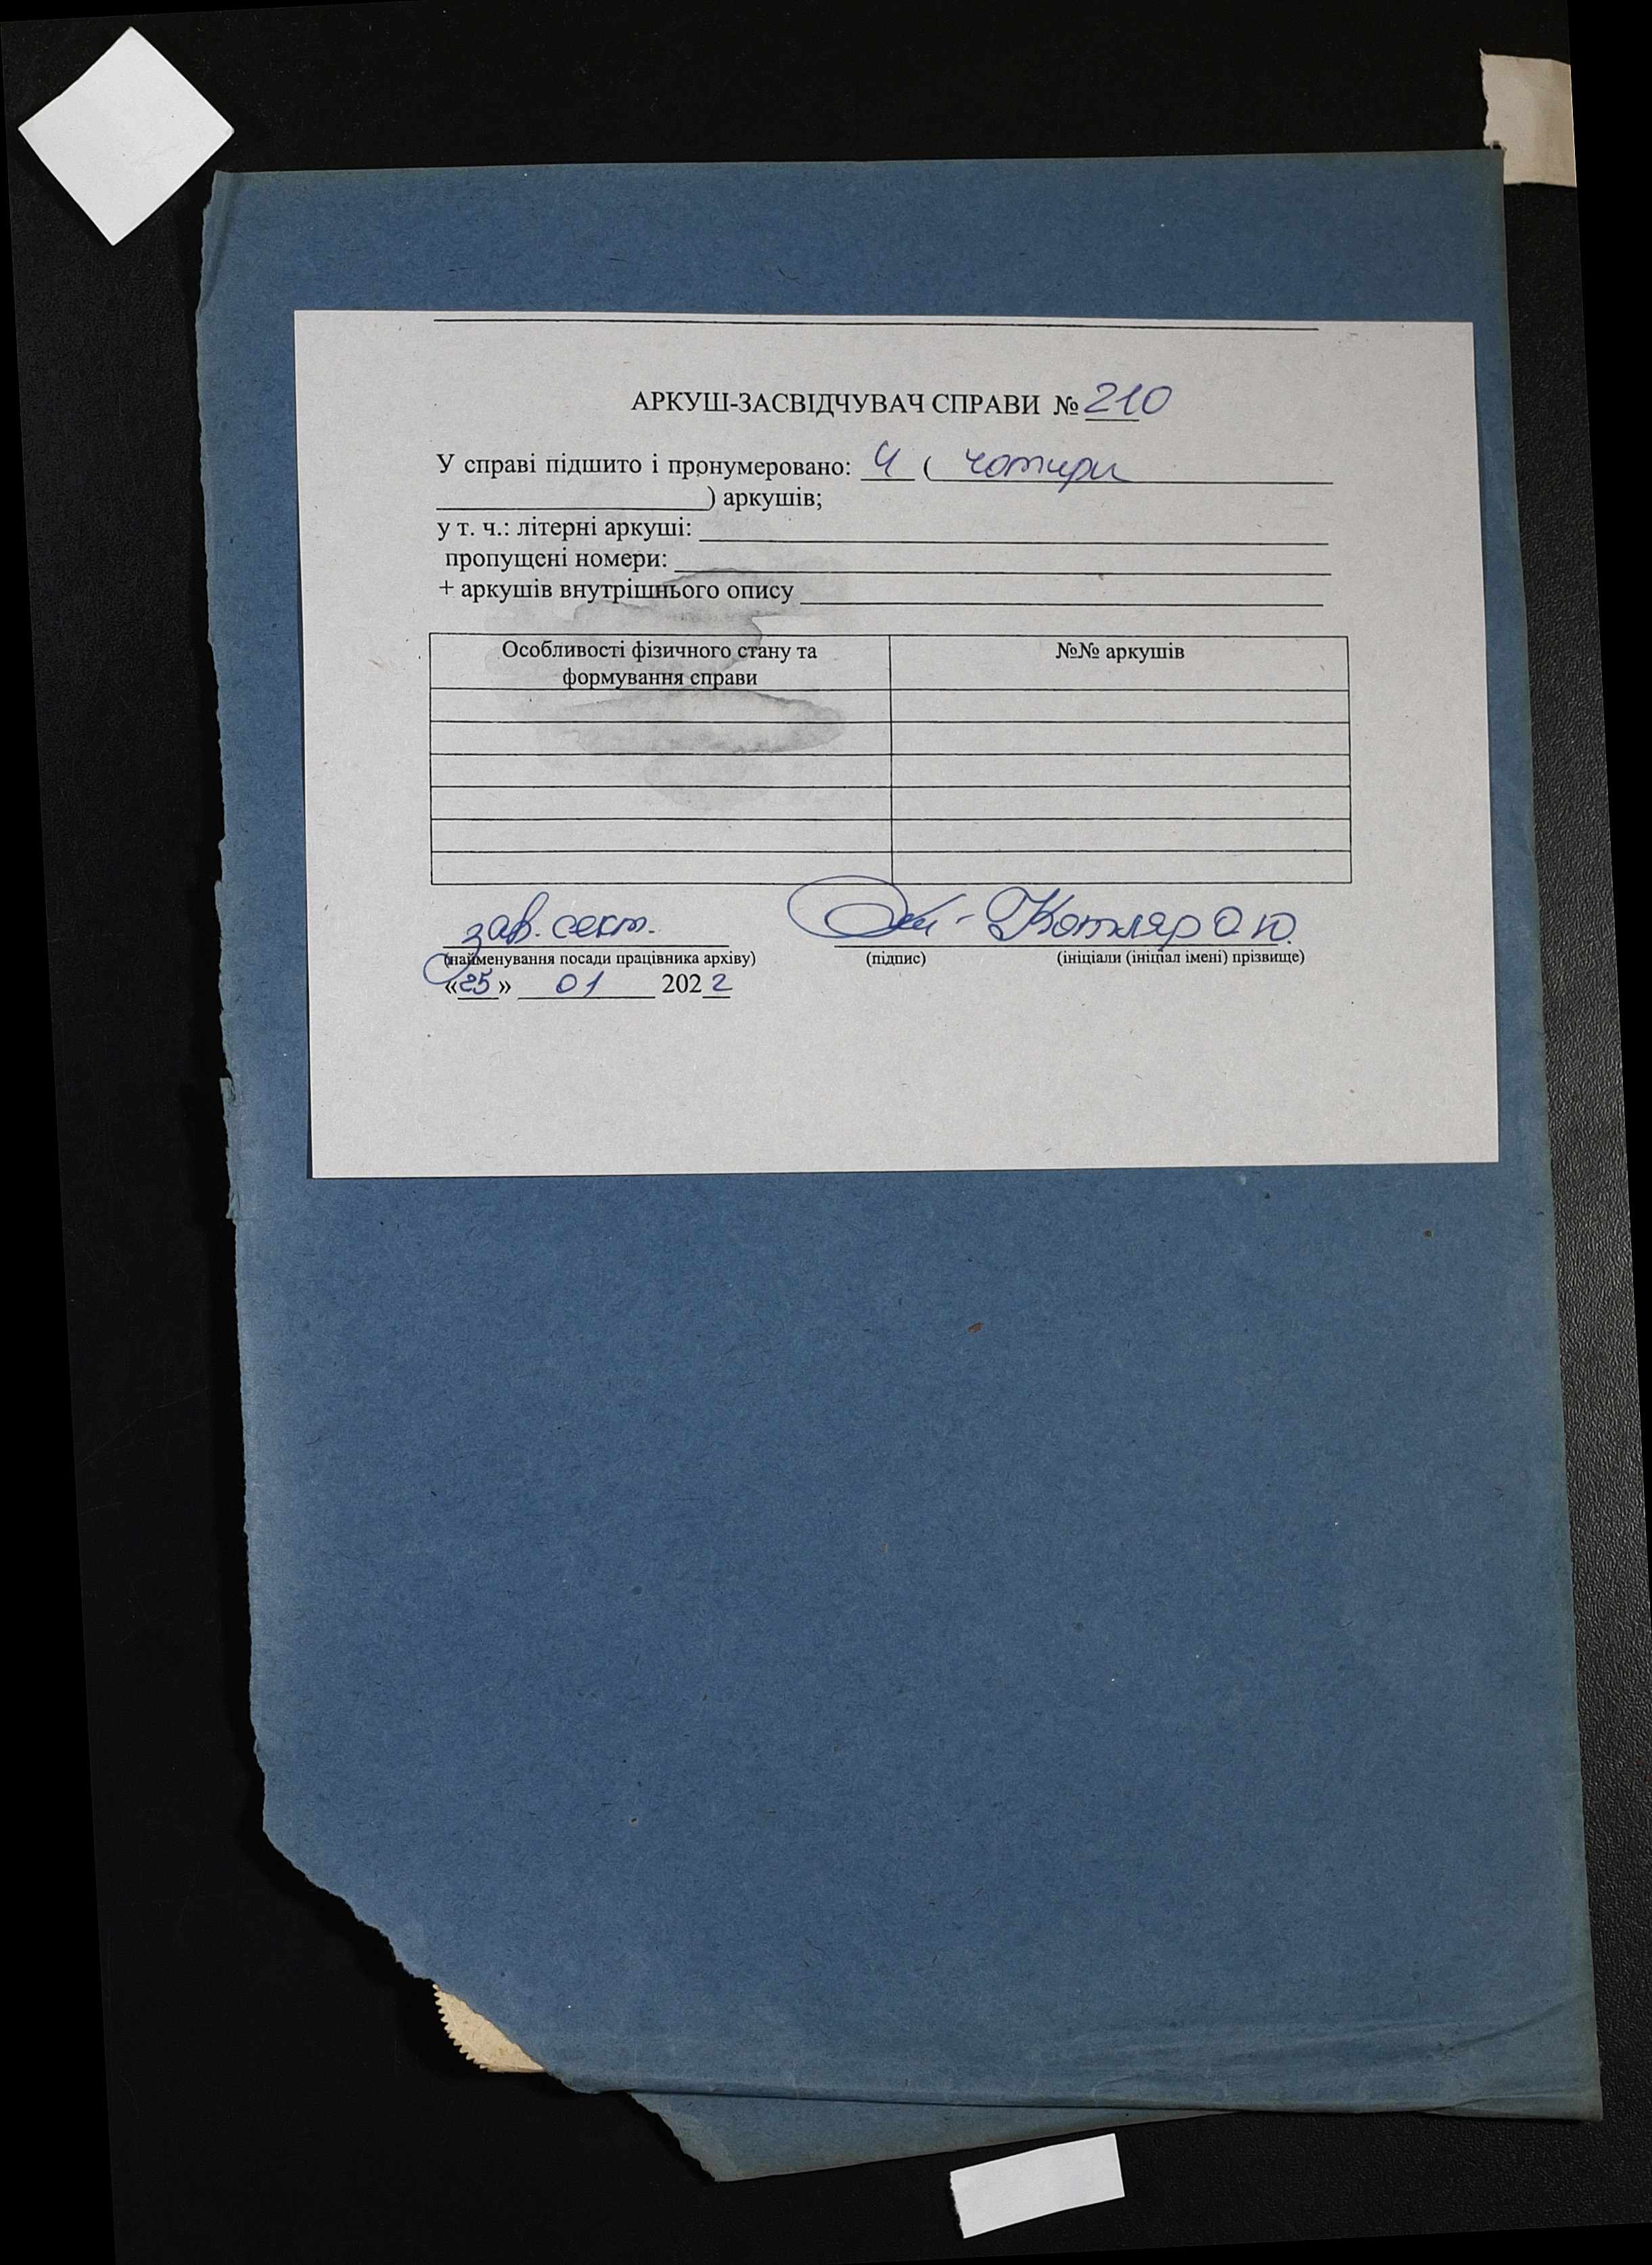 АРКУШ-ЗАСВІДЧУВАЧ СПРАВИ № 210
У справі підшито і пронумеровано: 4 ( чотири
) аркушів;
у т. ч.: літерні аркуші:
пропущені номери:
+ аркушів внутрішнього опису
Особливості фізичного стану та формування справи №№ аркушів
зав. сект. Котляр О.Ю.
(найменування посади працівника архіву) (підпис) (ініціали (ініціал імені) прізвище)
«25» 01 2022